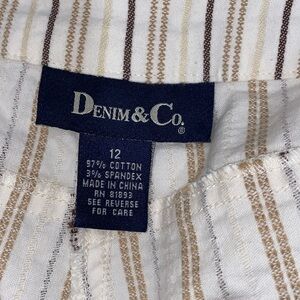 DENIM & CO.®
12
97% COTTON
3% SPANDEX
MADE IN CHINA
RN 81893
SEE REVERSE
FOR CARE